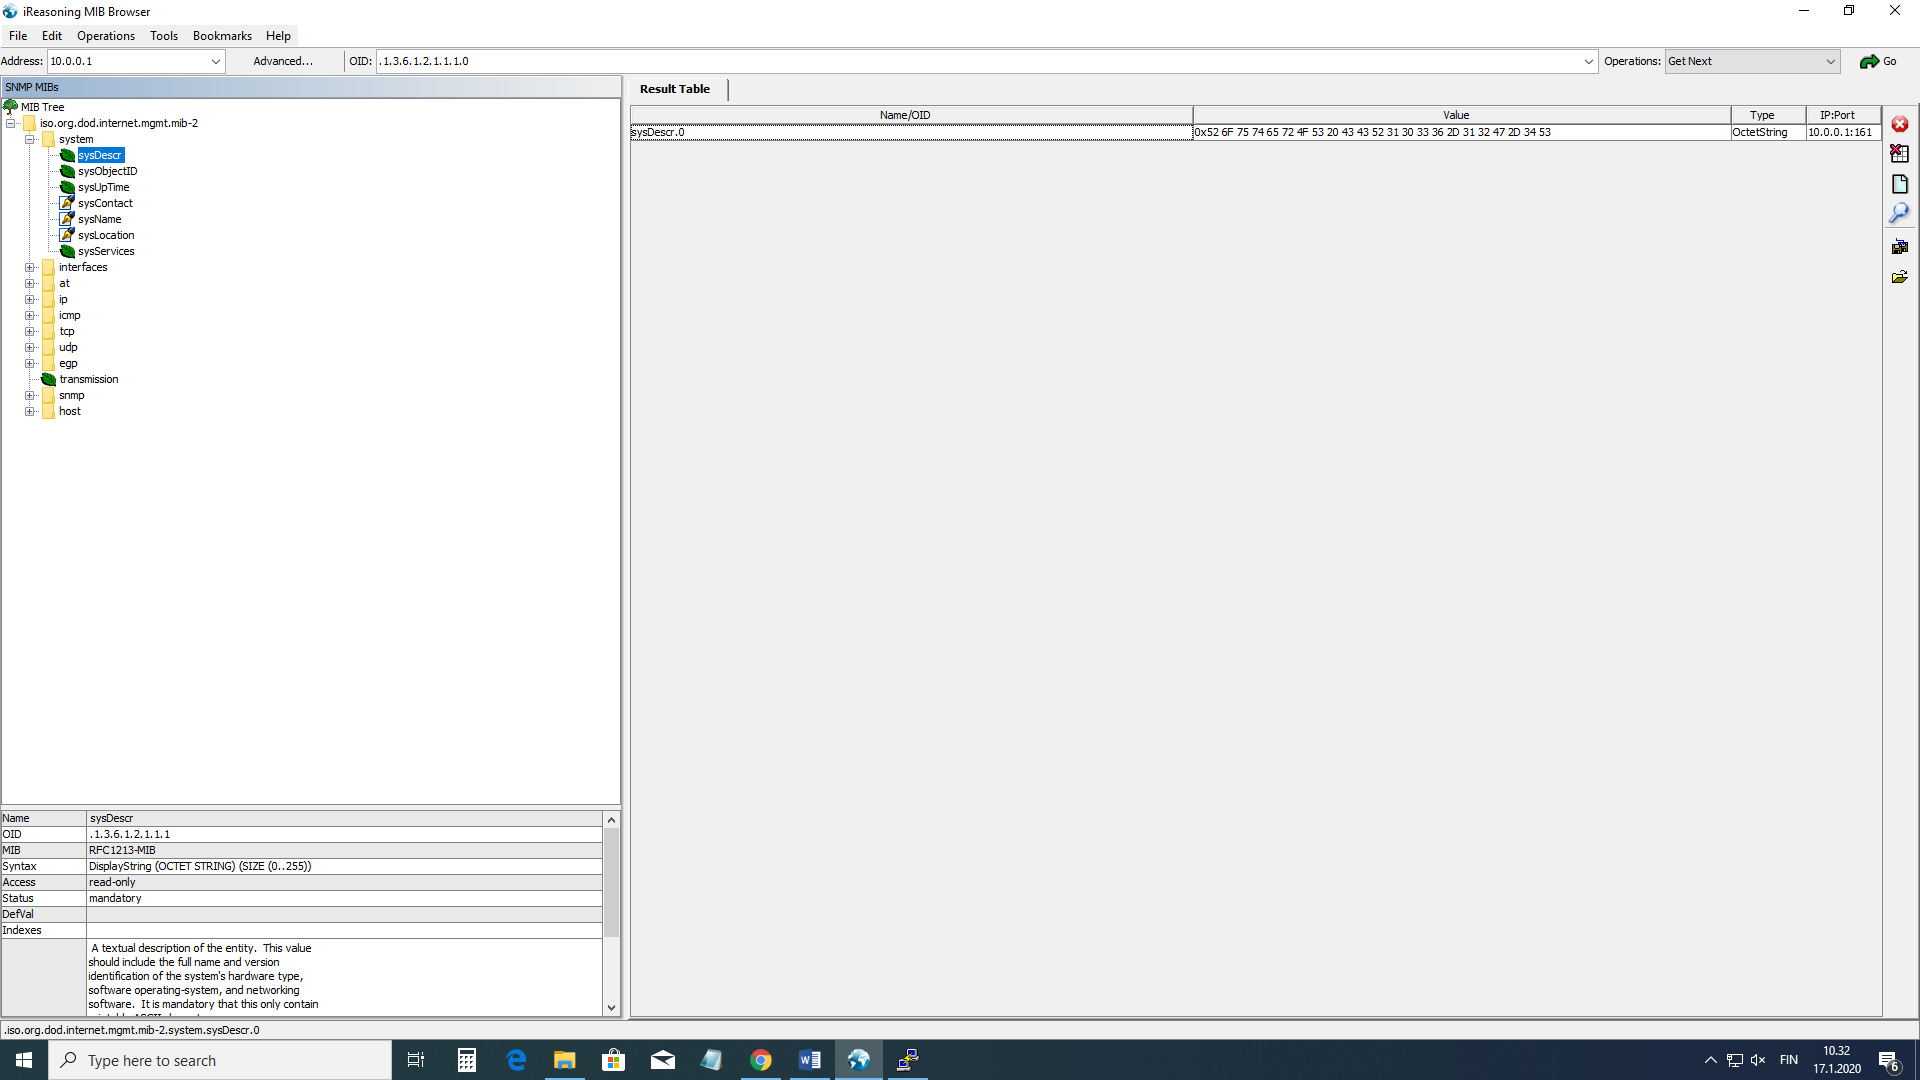 iReasoning MIB Browser
File Edit Operations Tools Bookmarks Help
Address: 10.0.0.1 Advanced... OID: .1.3.6.1.2.1.1.1.0 Operations: Get Next Go
SNMP MIBs
MIB Tree
iso.org.dod.internet.mgmt.mib-2
system
sysDescr
sysObjectID
sysUpTime
sysContact
sysName
sysLocation
sysServices
interfaces
at
ip
icmp
tcp
udp
egp
transmission
snmp
host
Name sysDescr
OID .1.3.6.1.2.1.1.1
MIB RFC1213-MIB
Syntax DisplayString (OCTET STRING) (SIZE (0..255))
Access read-only
Status mandatory
DefVal
Indexes
A textual description of the entity. This value
should include the full name and version
identification of the system's hardware type,
software operating-system, and networking
software. It is mandatory that this only contain
Result Table
Name/OID Value Type IP:Port
sysDescr.0 0x52 6F 75 74 65 72 4F 53 20 43 43 52 31 30 33 36 2D 31 32 47 2D 34 53 OctetString 10.0.0.1:161
.iso.org.dod.internet.mgmt.mib-2.system.sysDescr.0
Type here to search
FIN
10.32
17.1.2020
6